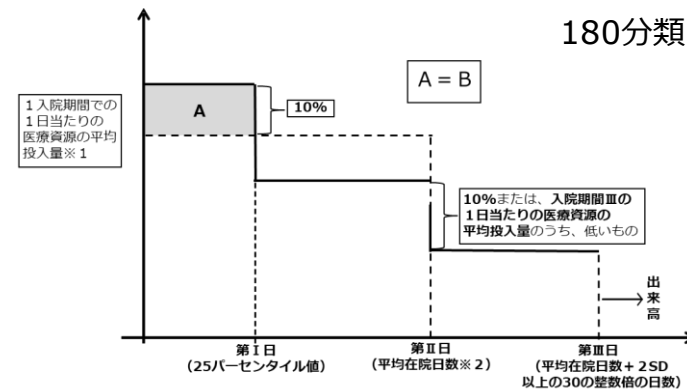 180分類
A = B
１入院期間での
１日当たりの
医療資源の平均
投入量※１
A
10%
10%または、入院期間Ⅲの
１日当たりの医療資源の
平均投入量のうち、低いもの
出
来
高
第Ⅰ日
（25パーセンタイル値）
第Ⅱ日
（平均在院日数※２）
第Ⅲ日
（平均在院日数＋２SD
以上の30の整数倍の日数）